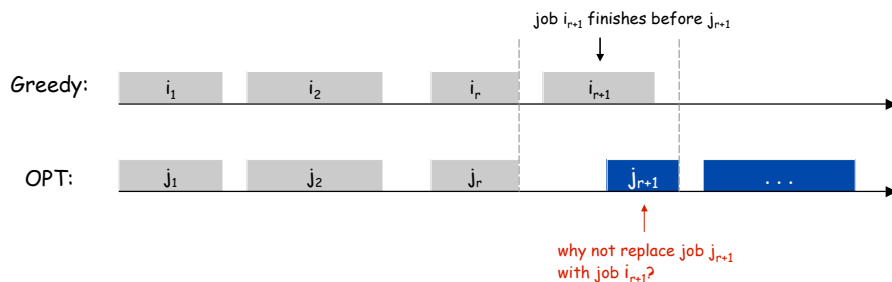 job iᵣ₊₁ finishes before jᵣ₊₁
Greedy: i₁ i₂ iᵣ iᵣ₊₁
OPT: j₁ j₂ jᵣ jᵣ₊₁ . . .
why not replace job jᵣ₊₁
with job iᵣ₊₁?